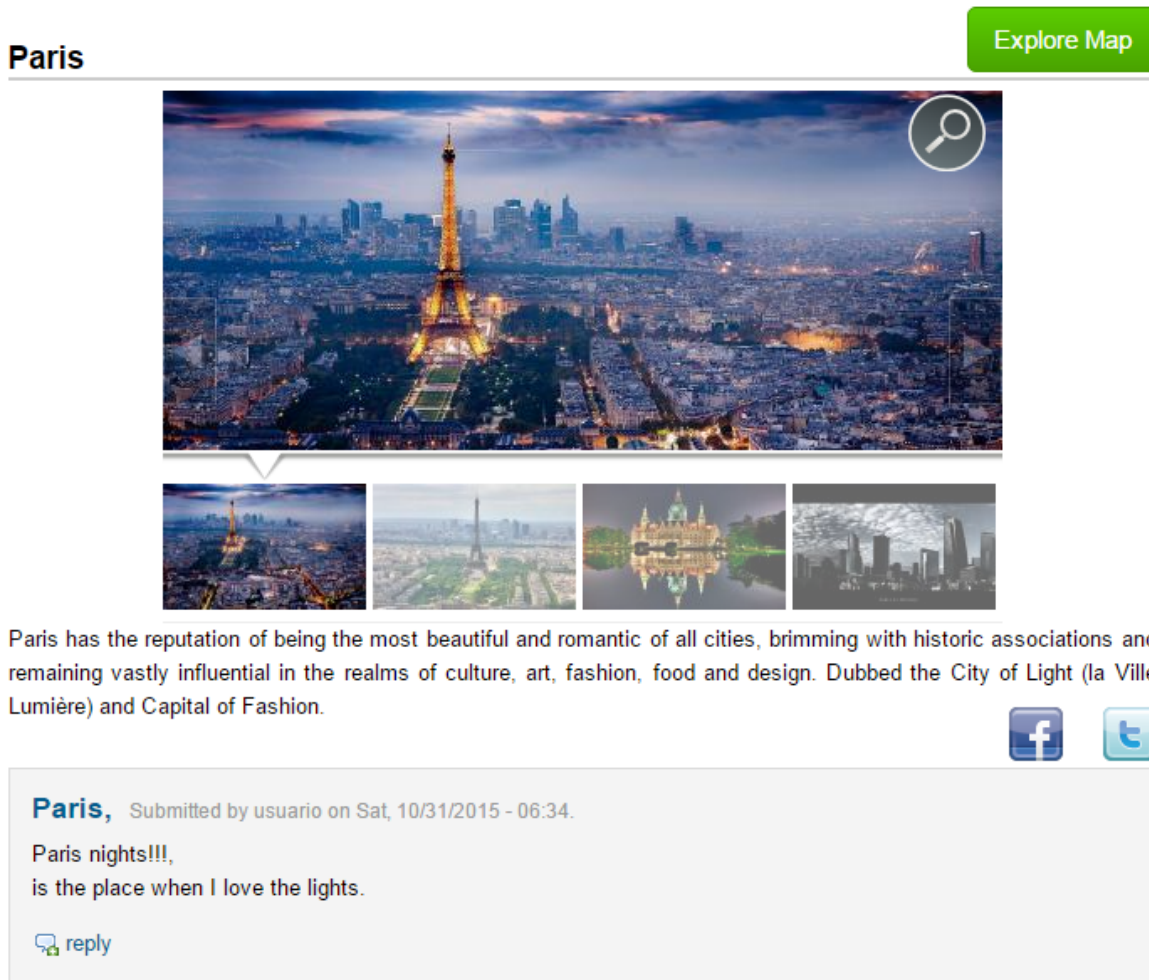 Explore Map
Paris
Paris has the reputation of being the most beautiful and romantic of all cities, brimming with historic associations and
remaining vastly influential in the realms of culture, art, fashion, food and design. Dubbed the City of Light (la Ville
Lumière) and Capital of Fashion.
Paris, Submitted by usuario on Sat, 10/31/2015 - 06:34.
Paris nights!!!,
is the place when I love the lights.
reply